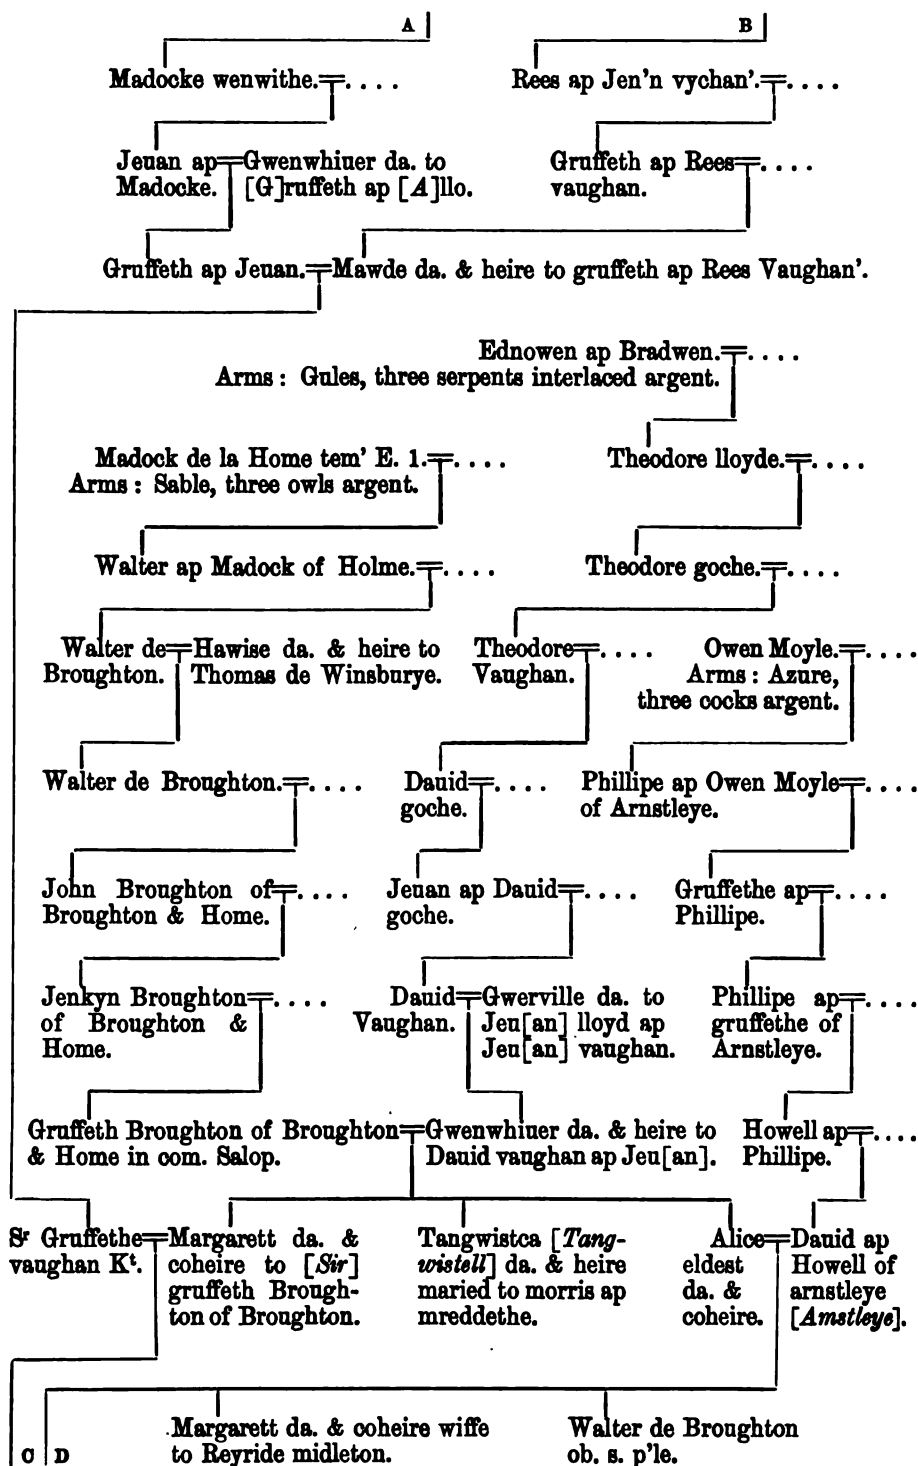 A B
Madocke wenwithe.=.... Rees ap Jen'n vychan'.=....
Jeuan ap=Gwenwhiuer da. to Gruffeth ap Rees=....
Madocke. [G]ruffeth ap [A]llo. vaughan.
Gruffeth ap Jeuan.=Mawde da. & heire to gruffeth ap Rees Vaughan'.
Ednowen ap Bradwen.=....
Arms: Gules, three serpents interlaced argent.
Madock de la Home tem' E. 1.=.... Theodore lloyde.=....
Arms: Sable, three owls argent.
Walter ap Madock of Holme.=.... Theodore goche.=....
Walter de=Hawise da. & heire to Theodore=.... Owen Moyle.=....
Broughton. Thomas de Winsburye. Vaughan. Arms: Azure,
three cocks argent.
Walter de Broughton.=.... Dauid=.... Phillipe ap Owen Moyle=....
goche. of Arnstleye.
John Broughton of=.... Jeuan ap Dauid=.... Gruffethe ap=....
Broughton & Home. goche. Phillipe.
Jenkyn Broughton=.... Dauid=Gwerville da. to Phillipe ap=....
of Broughton & Vaughan. Jeu[an] lloyd ap gruffethe of
Home. Jeu[an] vaughan. Arnstleye.
Gruffeth Broughton of Broughton=Gwenwhiuer da. & heire to Howell ap=....
& Home in com. Salop. Dauid vaughan ap Jeu[an]. Phillipe.
Sr Gruffethe=Margarett da. & Tangwistca [Tang- Alice=Dauid ap
vaughan Kt. coheire to [Sir] wistell] da. & heire eldest Howell of
gruffeth Brough- maried to morris ap da. & arnstleye
ton of Broughton. mreddethe. coheire. [Amstleye].
Margarett da. & coheire wiffe Walter de Broughton
C D to Reyride midleton. ob. s. p'le.